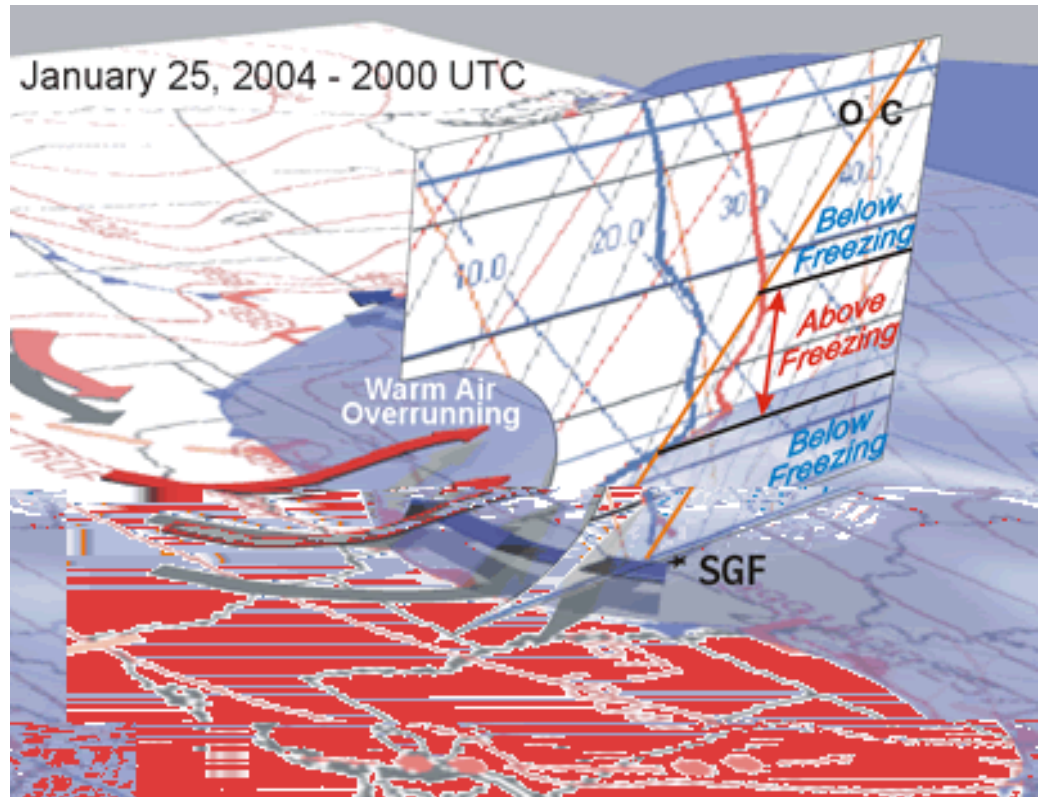 January 25, 2004 - 2000 UTC
O C
10.0
20.0
30.0
40.0
Below
Freezing
Above
Freezing
Below
Freezing
Warm Air
Overrunning
SGF